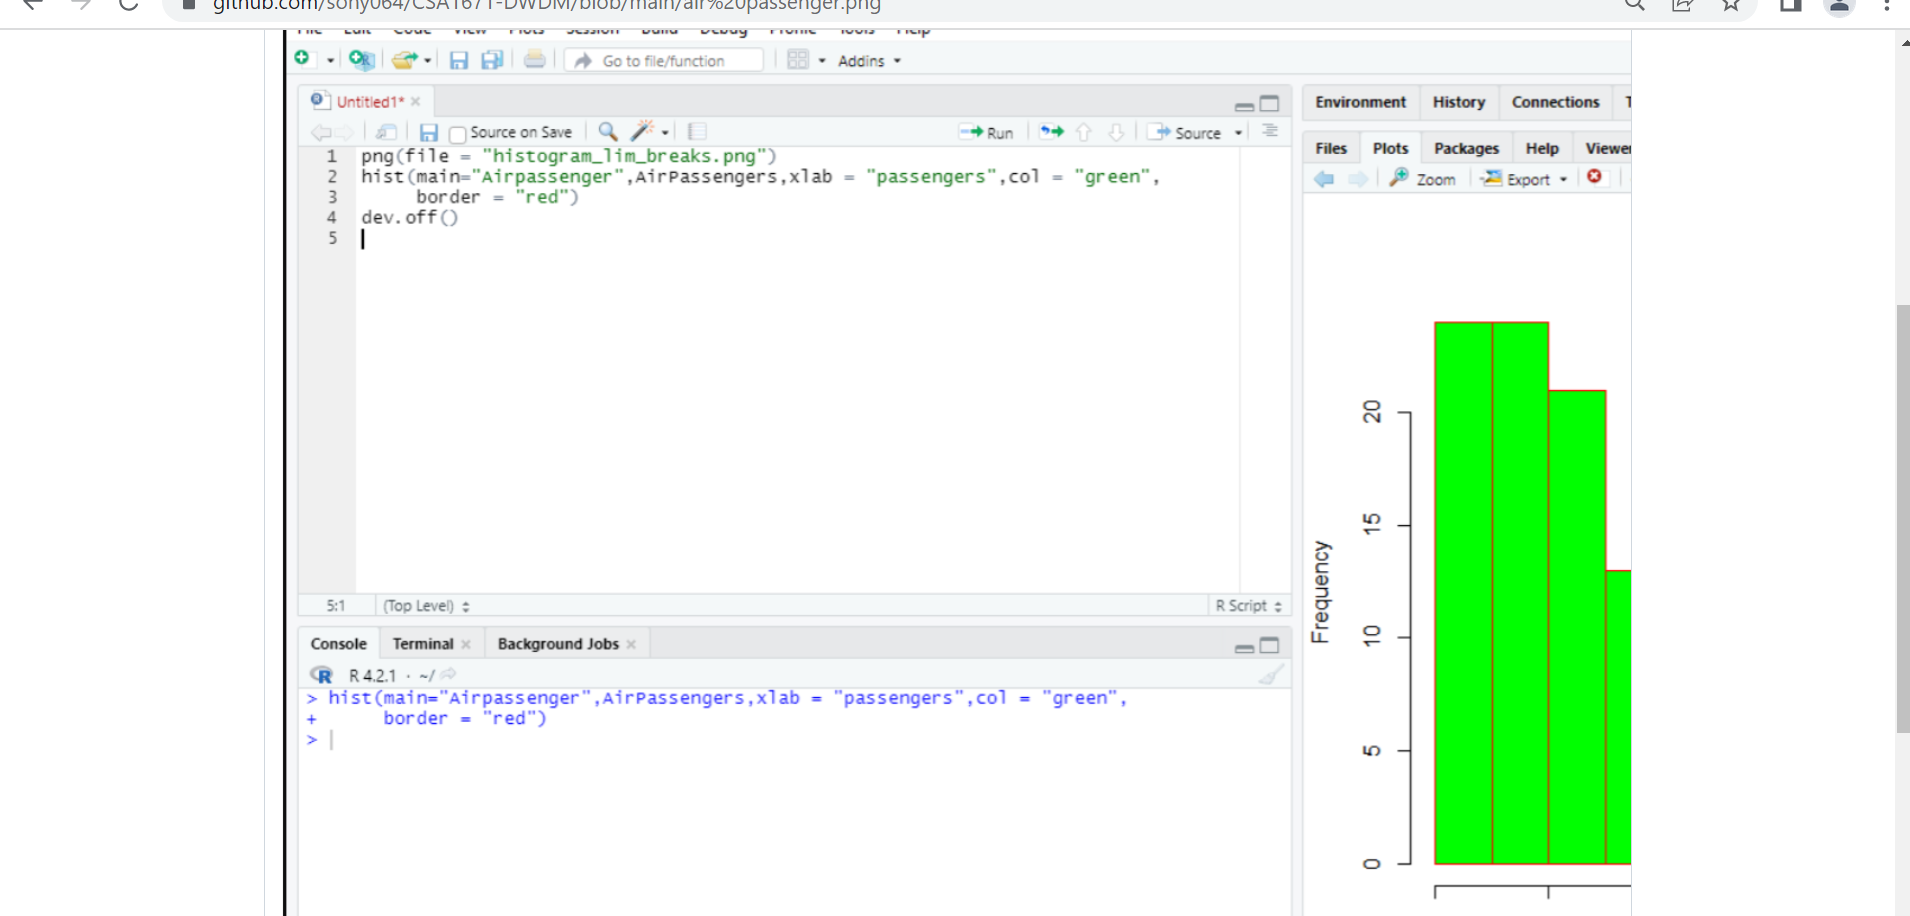 github.com/sony064/CSA1671-DWDM/blob/main/air%20passenger.png
File Edit Code View Plots Session Build Debug Profile Tools Help
Go to file/function
Addins
Untitled1*
Source on Save
Run
Source
1 png(file = "histogram_lim_breaks.png")
2 hist(main="Airpassenger",AirPassengers,xlab = "passengers",col = "green",
3 border = "red")
4 dev.off()
5
5:1 (Top Level) R Script
Console Terminal Background Jobs
R 4.2.1 · ~/
> hist(main="Airpassenger",AirPassengers,xlab = "passengers",col = "green",
+ border = "red")
>
Environment History Connections
Files Plots Packages Help Viewer
Zoom Export
Frequency
20
15
10
5
0